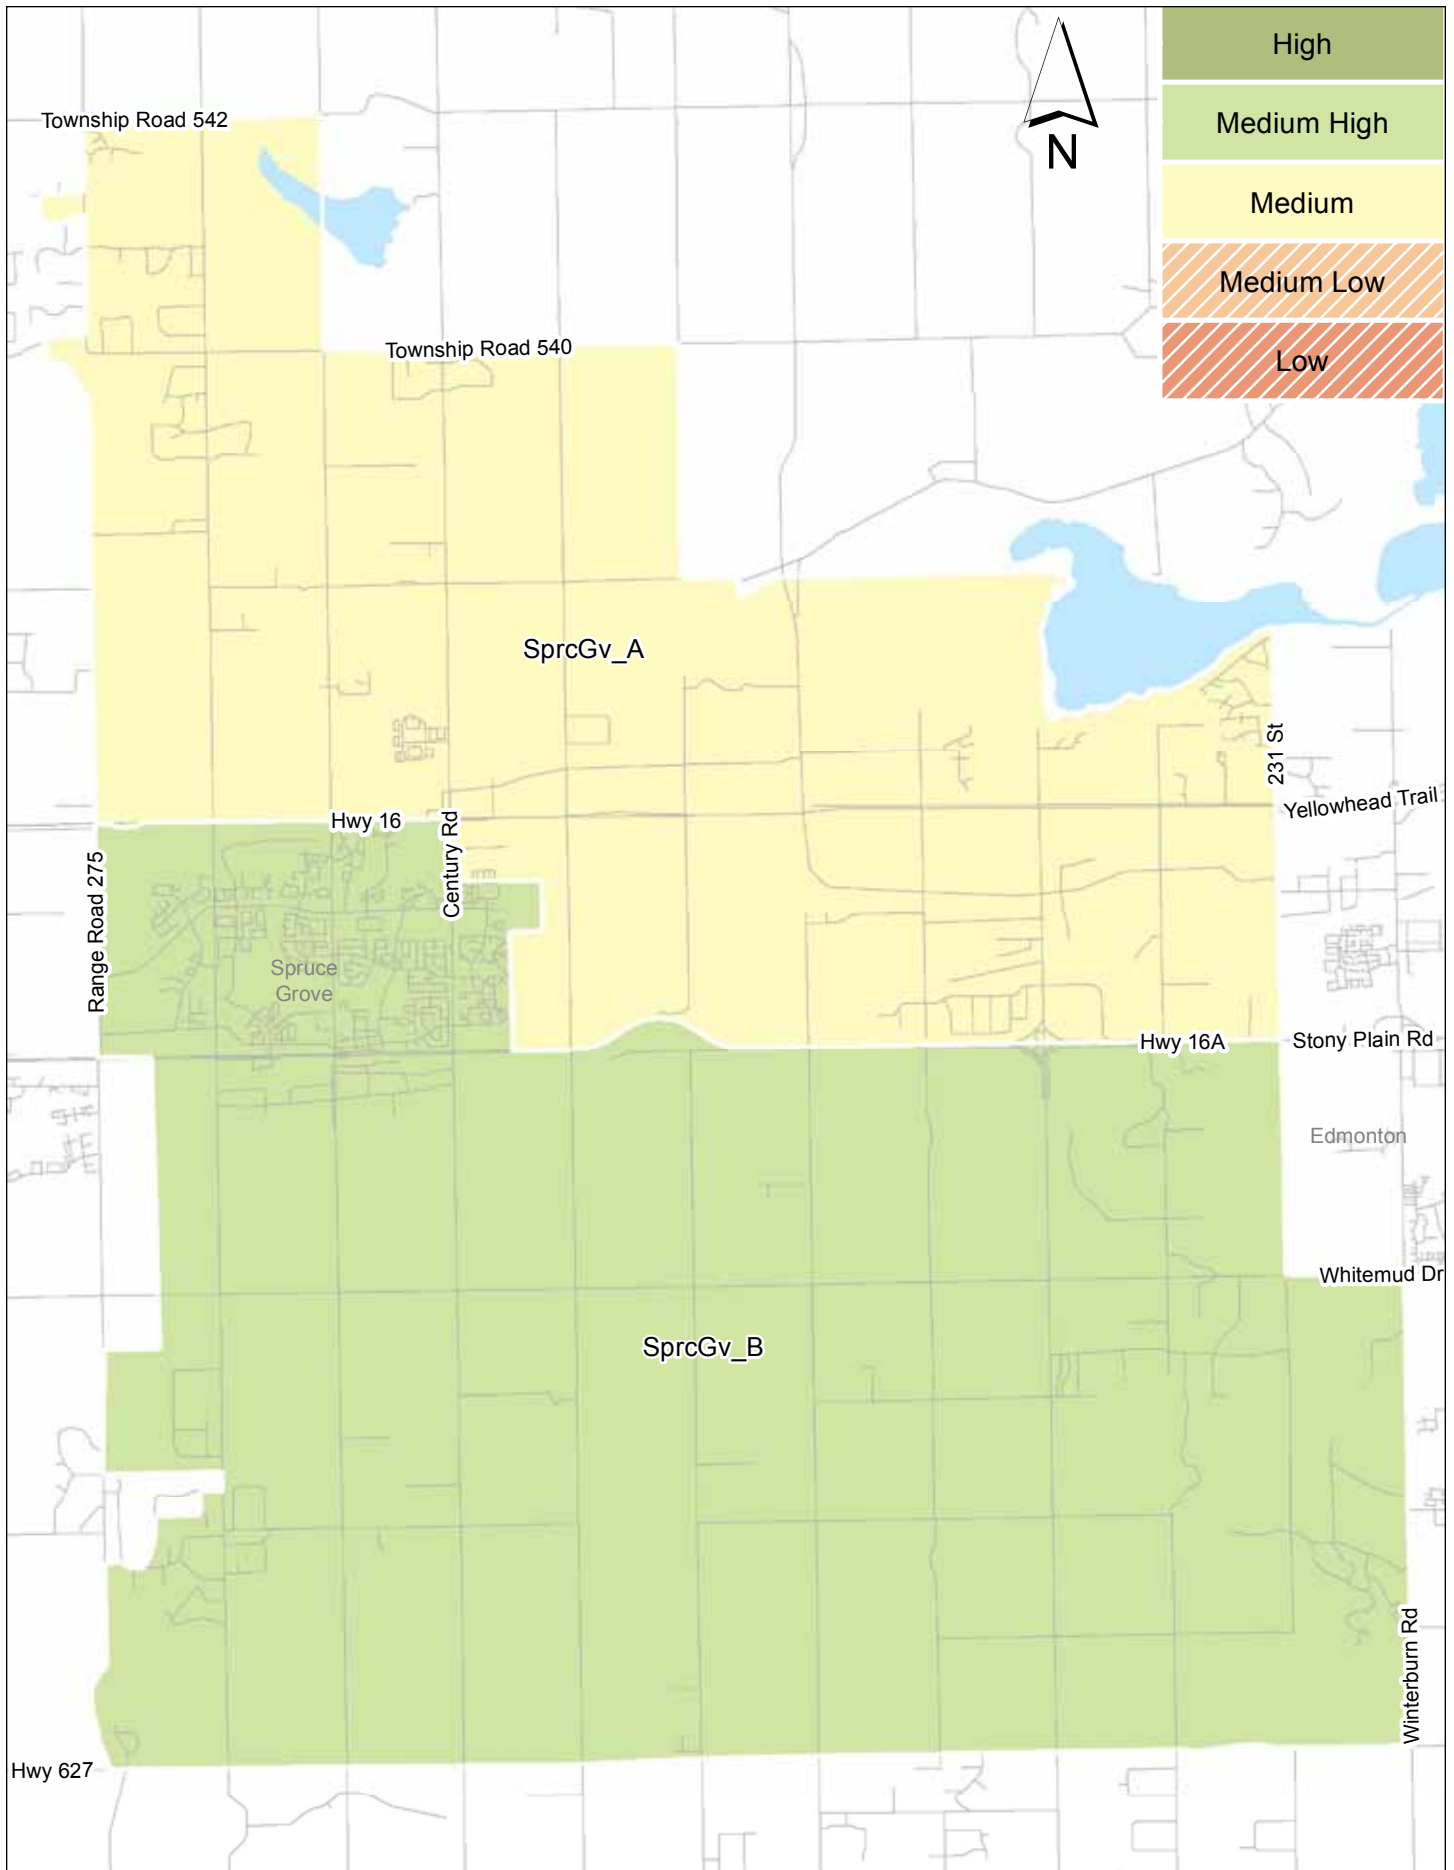 High
Township Road 542
Medium High
N
Medium
Medium Low
Township Road 540
Low
SprcGv_A
231 St
Yellowhead Trail
Hwy 16
Century Rd
Range Road 275
Spruce
Grove
Hwy 16A
Stony Plain Rd
Edmonton
Whitemud Dr
SprcGv_B
Winterburn Rd
Hwy 627